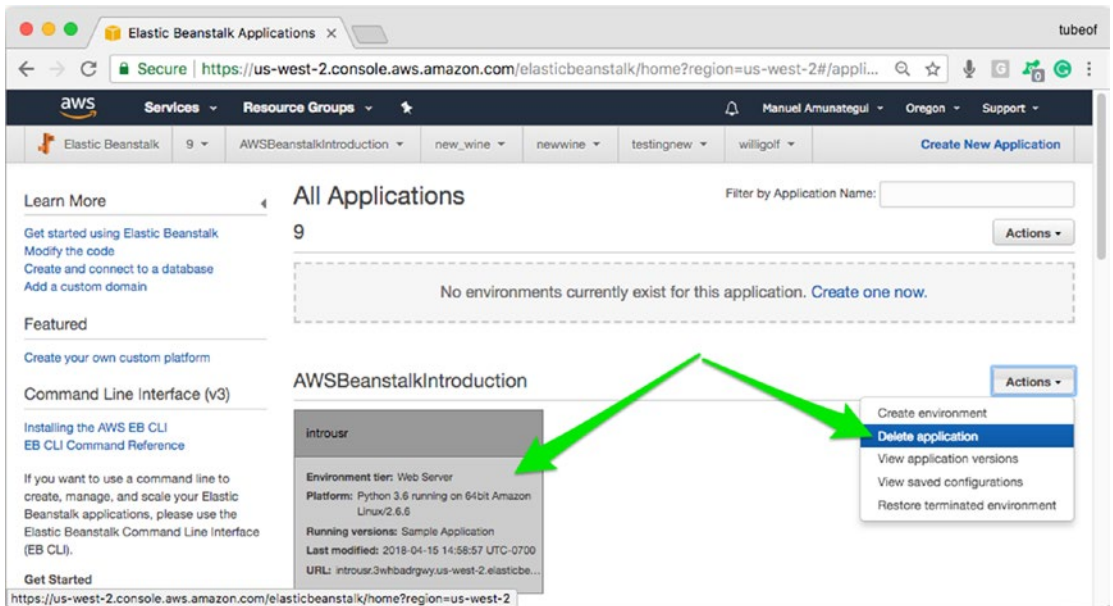 Elastic Beanstalk Applications
tubeof
Secure | https://us-west-2.console.aws.amazon.com/elasticbeanstalk/home?region=us-west-2#/appli...
aws
Services
Resource Groups
Manuel Amunategui
Oregon
Support
Elastic Beanstalk
9
AWSBeanstalkIntroduction
new_wine
newwine
testingnew
willigolf
Create New Application
Learn More
Get started using Elastic Beanstalk
Modify the code
Create and connect to a database
Add a custom domain
Featured
Create your own custom platform
Command Line Interface (v3)
Installing the AWS EB CLI
EB CLI Command Reference
If you want to use a command line to
create, manage, and scale your Elastic
Beanstalk applications, please use the
Elastic Beanstalk Command Line Interface
(EB CLI).
Get Started
All Applications
Filter by Application Name:
9
Actions
No environments currently exist for this application. Create one now.
AWSBeanstalkIntroduction
Actions
Create environment
Delete application
View application versions
View saved configurations
Restore terminated environment
introusr
Environment tier: Web Server
Platform: Python 3.6 running on 64bit Amazon
Linux/2.6.6
Running versions: Sample Application
Last modified: 2018-04-15 14:58:57 UTC-0700
URL: introusr.3whbadrgwy.us-west-2.elasticbe...
https://us-west-2.console.aws.amazon.com/elasticbeanstalk/home?region=us-west-2